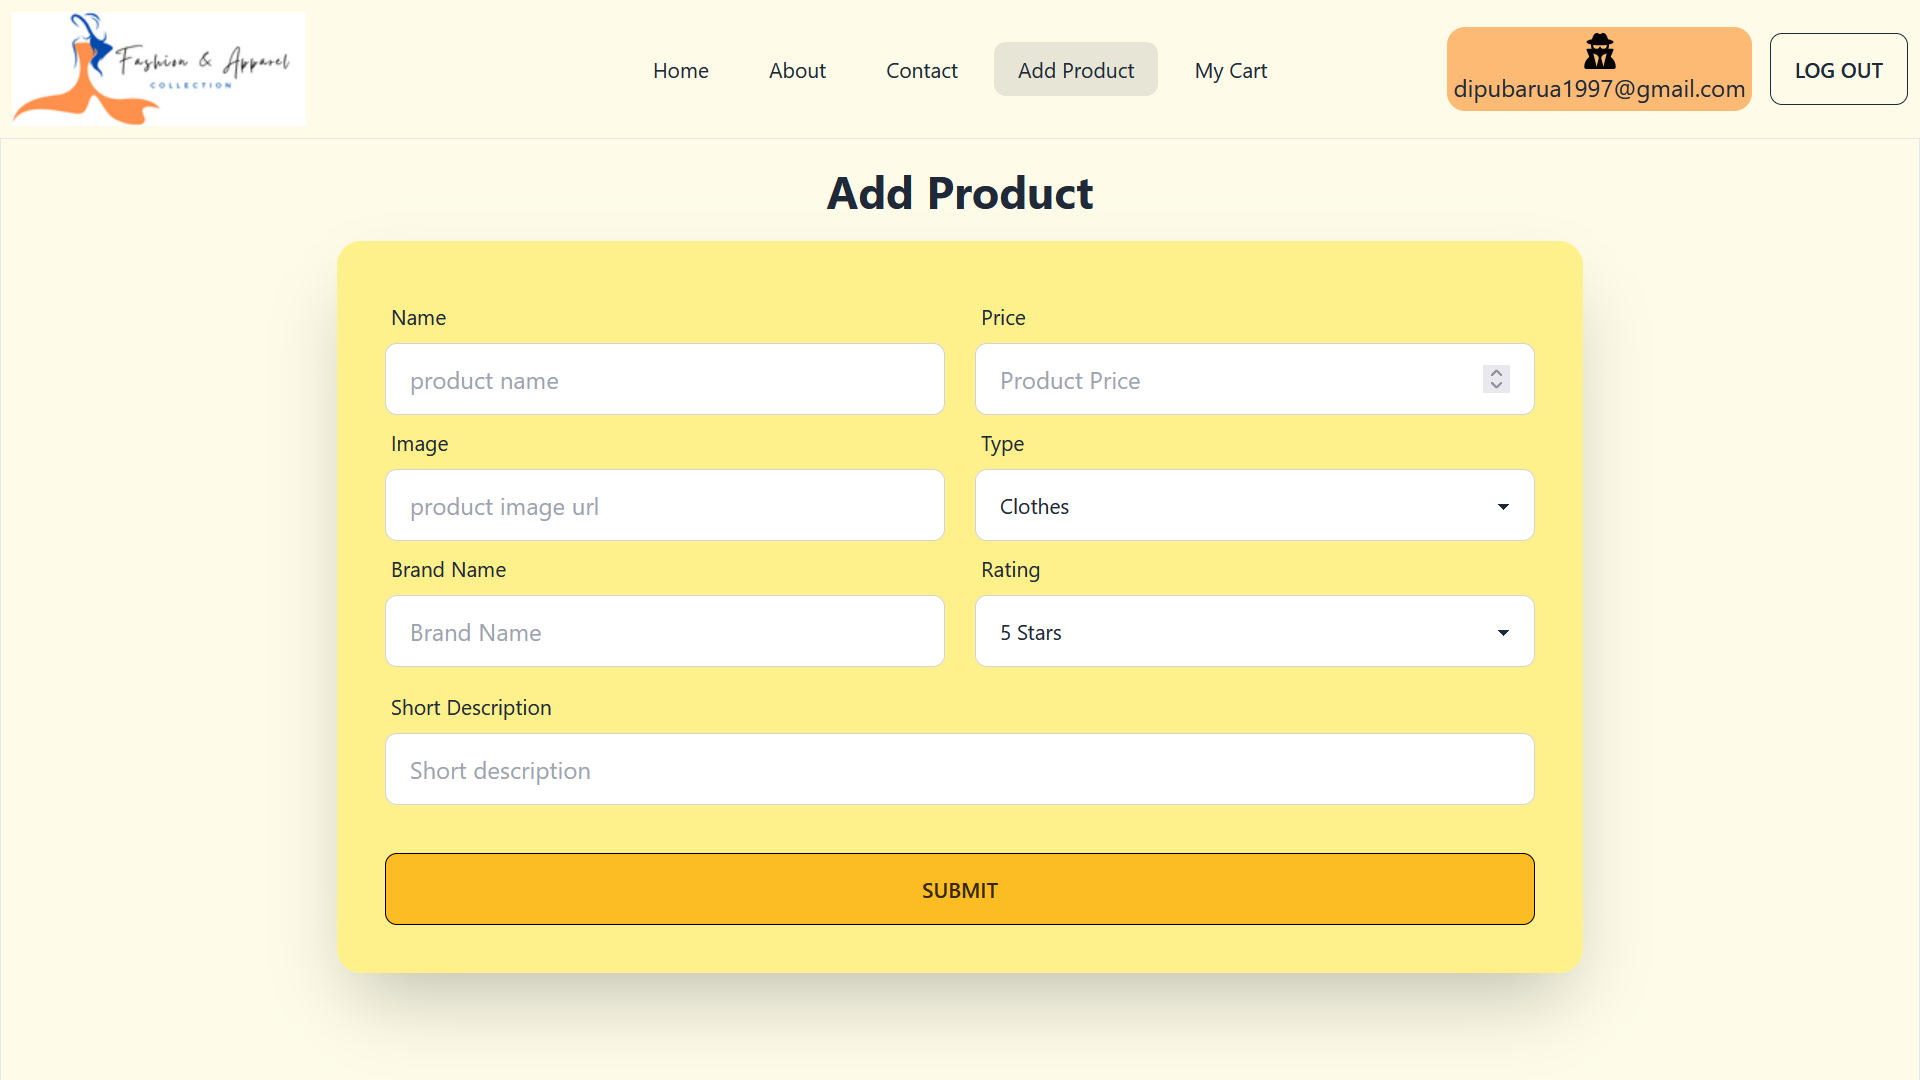 Fashion & Apparel
COLLECTION
Home
About
Contact
Add Product
My Cart
dipubarua1997@gmail.com
LOG OUT
Add Product
Name
Price
product name
Product Price
Image
Type
product image url
Clothes
Brand Name
Rating
Brand Name
5 Stars
Short Description
Short description
SUBMIT